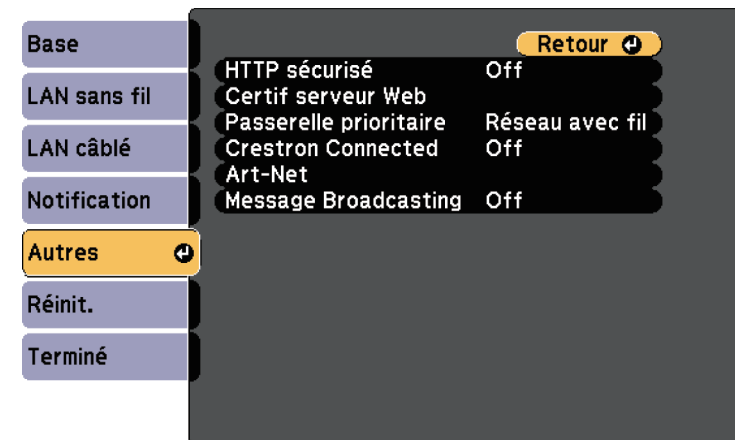 Base
LAN sans fil
LAN câblé
Notification
Autres
Réinit.
Terminé
Retour
HTTP sécurisé Off
Certif serveur Web
Passerelle prioritaire Réseau avec fil
Crestron Connected Off
Art-Net
Message Broadcasting Off